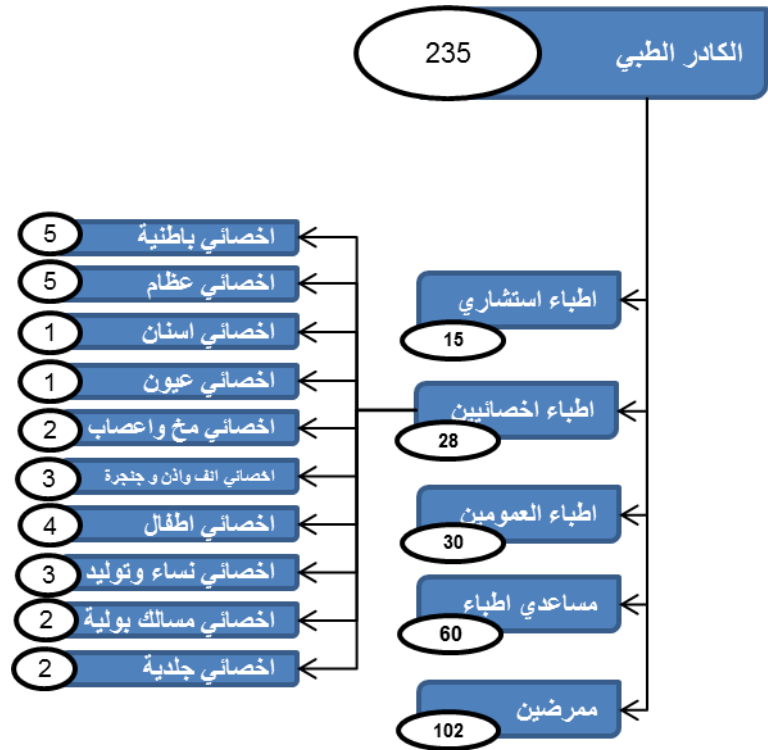 الكادر الطبي 235
اطباء استشاري
15
اطباء اخصائيين
28
اطباء العمومين
30
مساعدي اطباء
60
ممرضين
102
اخصائي باطنية 5
اخصائي عظام 5
اخصائي اسنان 1
اخصائي عيون 1
اخصائي مخ واعصاب 2
اخصائي انف واذن و جنجرة 3
اخصائي اطفال 4
اخصائي نساء وتوليد 3
اخصائي مسالك بولية 2
اخصائي جلدية 2